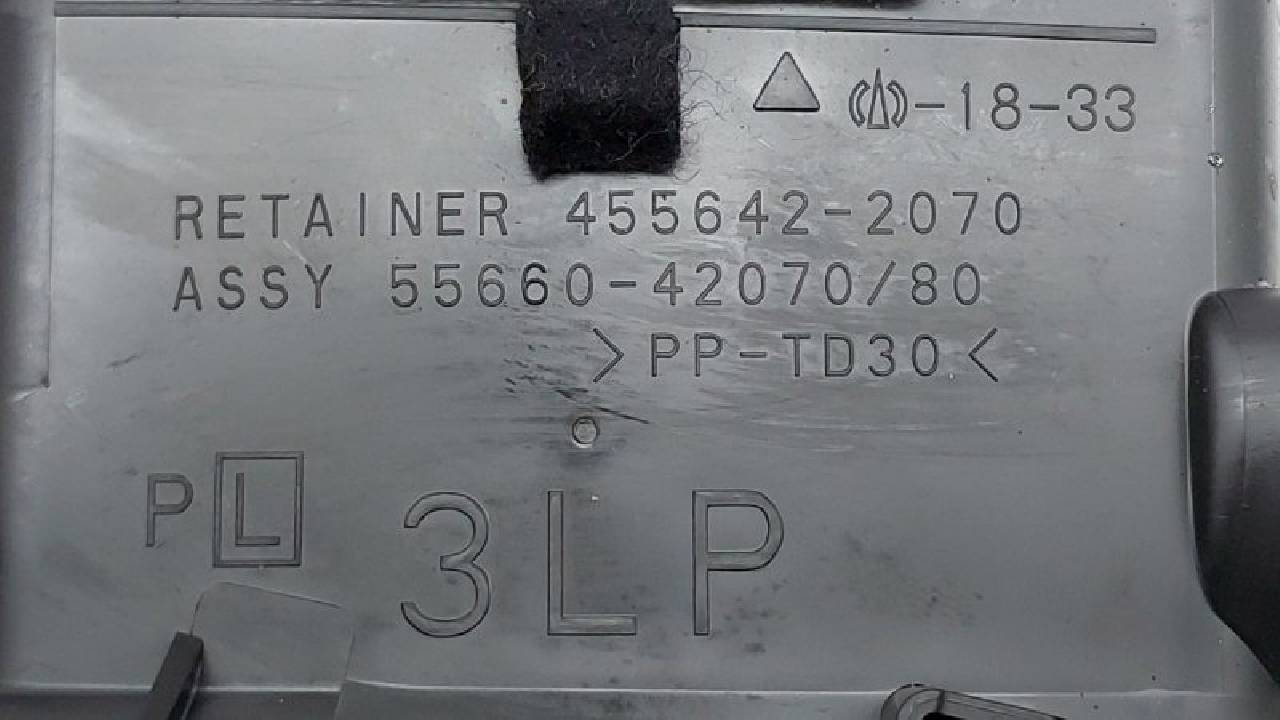 -18-33
RETAINER 455642-2070
ASSY 55660-42070/80
>PP-TD30<
P L
3LP